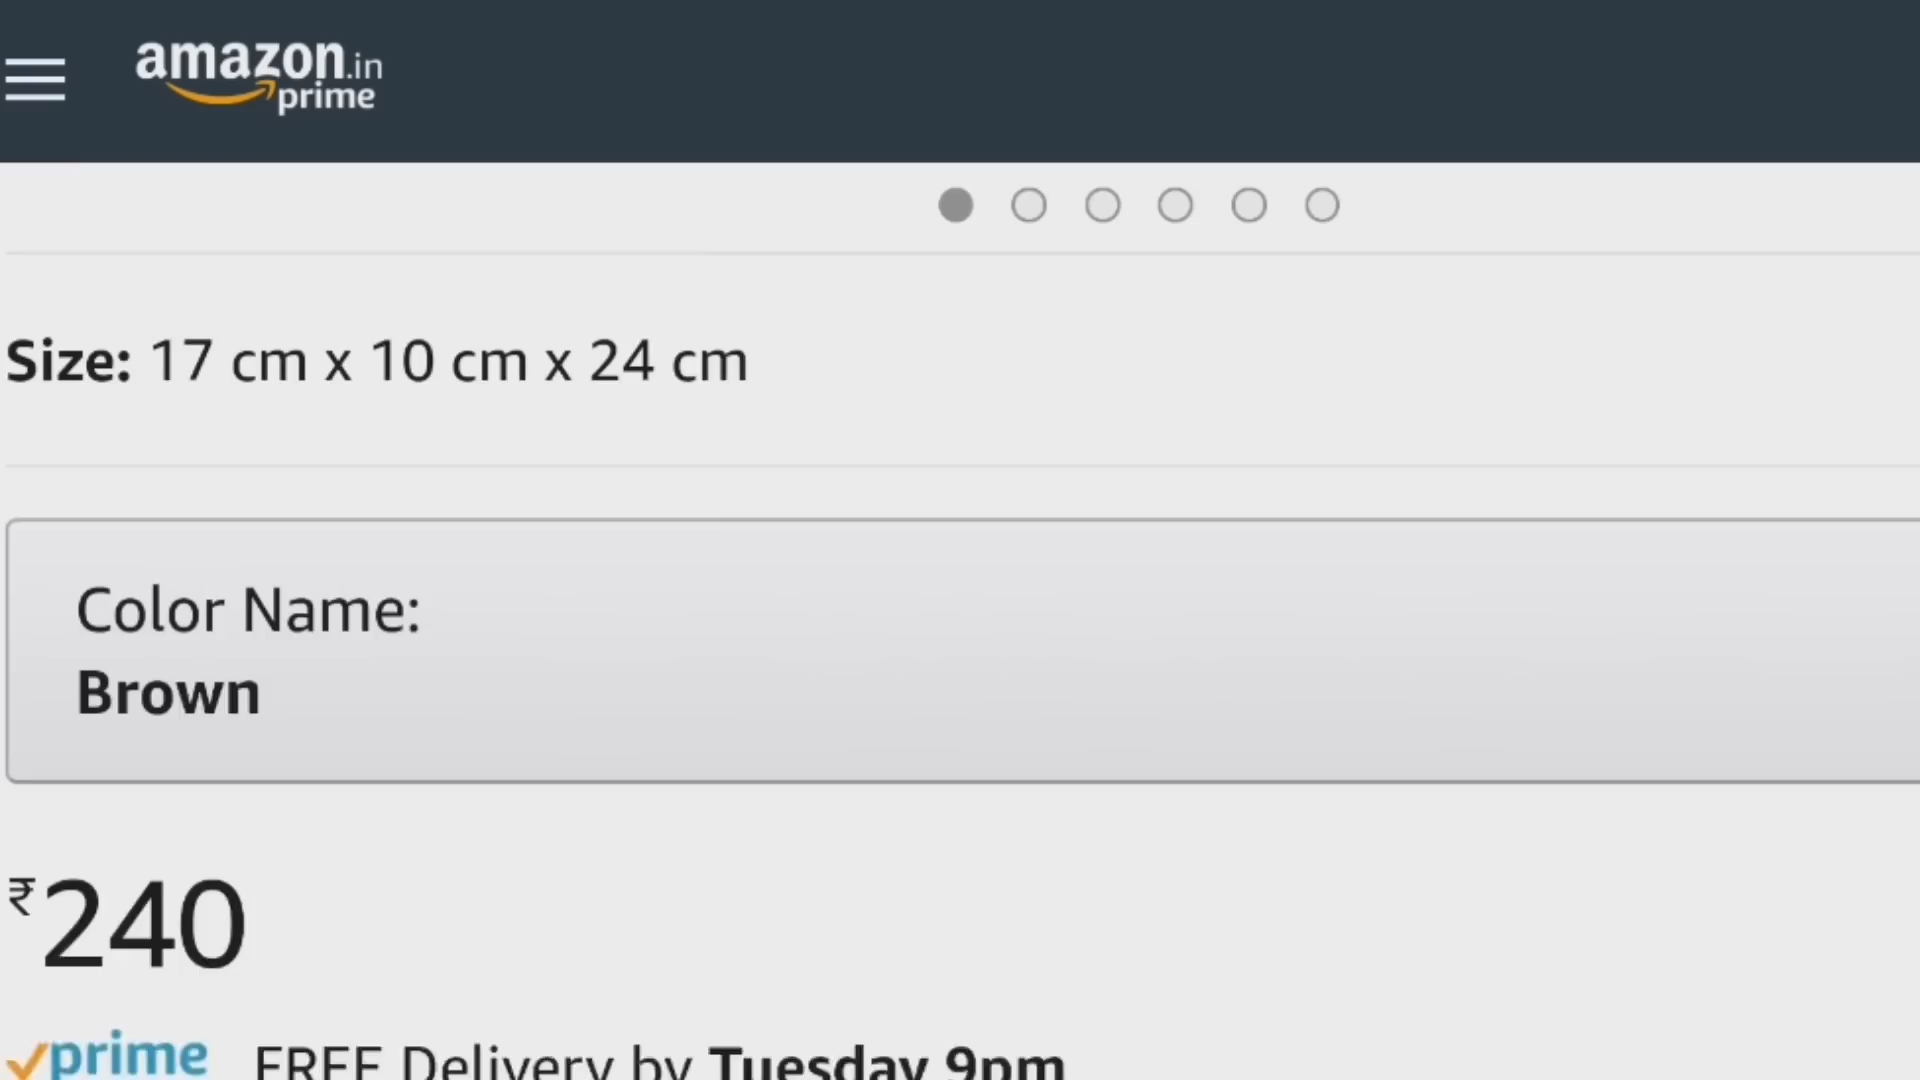 amazon.in
prime
Size: 17 cm x 10 cm x 24 cm
Color Name:
Brown
₹240
prime FREE Delivery by Tuesday 9pm